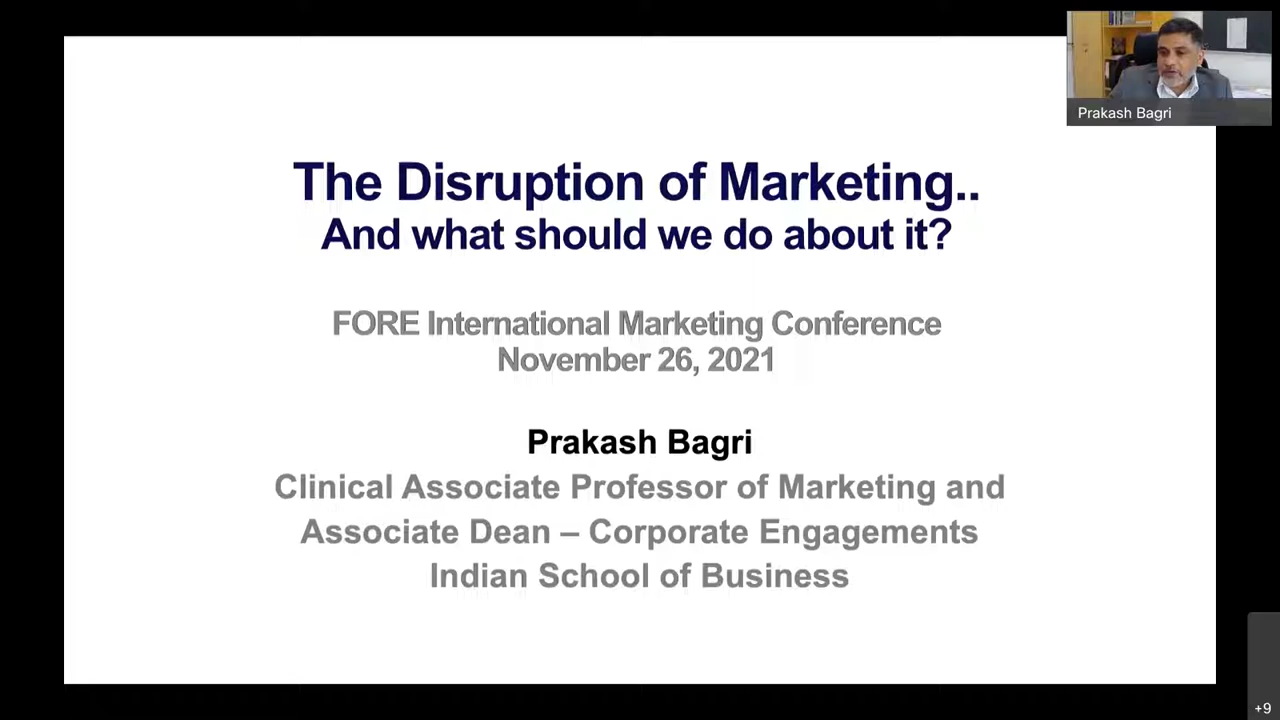 Prakash Bagri
The Disruption of Marketing..
And what should we do about it?
FORE International Marketing Conference
November 26, 2021
Prakash Bagri
Clinical Associate Professor of Marketing and
Associate Dean – Corporate Engagements
Indian School of Business
+9